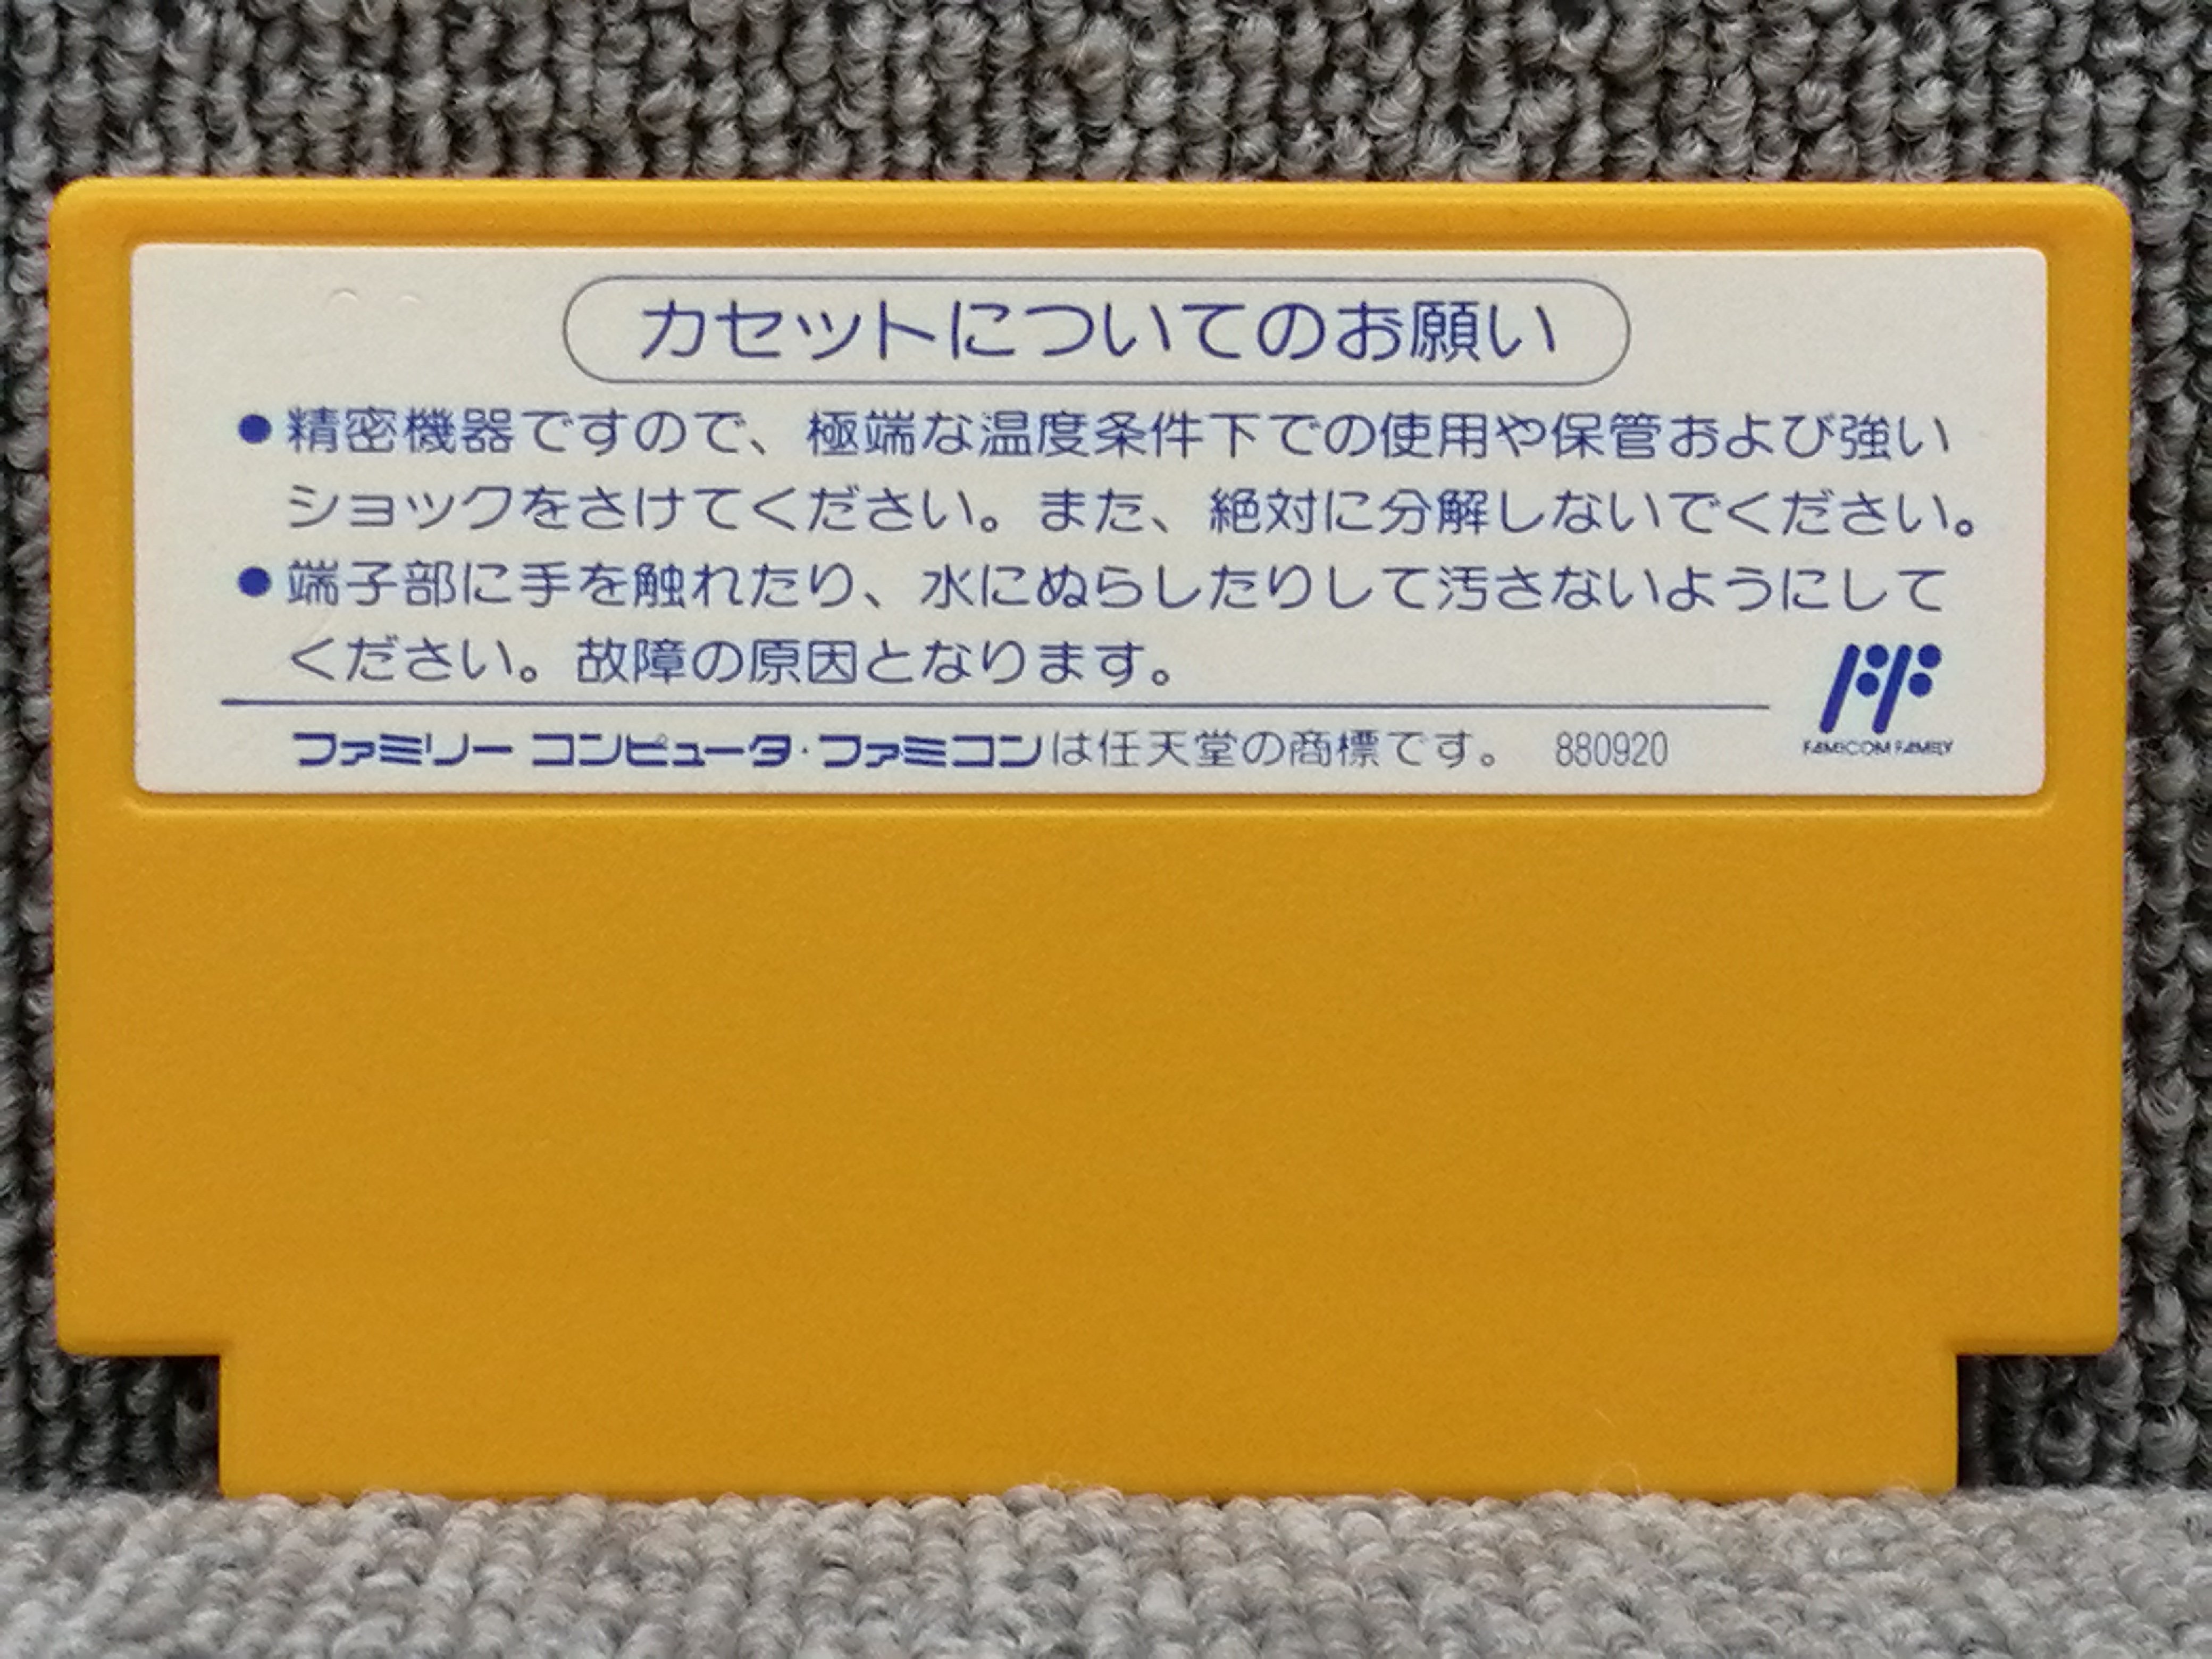 カセットについてのお願い
●精密機器ですので、極端な温度条件下での使用や保管および強い
ショックをさけてください。また、絶対に分解しないでください。
●端子部に手を触れたり、水にぬらしたりして汚さないようにして
ください。故障の原因となります。
ファミリー コンピュータ・ファミコンは任天堂の商標です。 880920
FAMICOM FAMILY